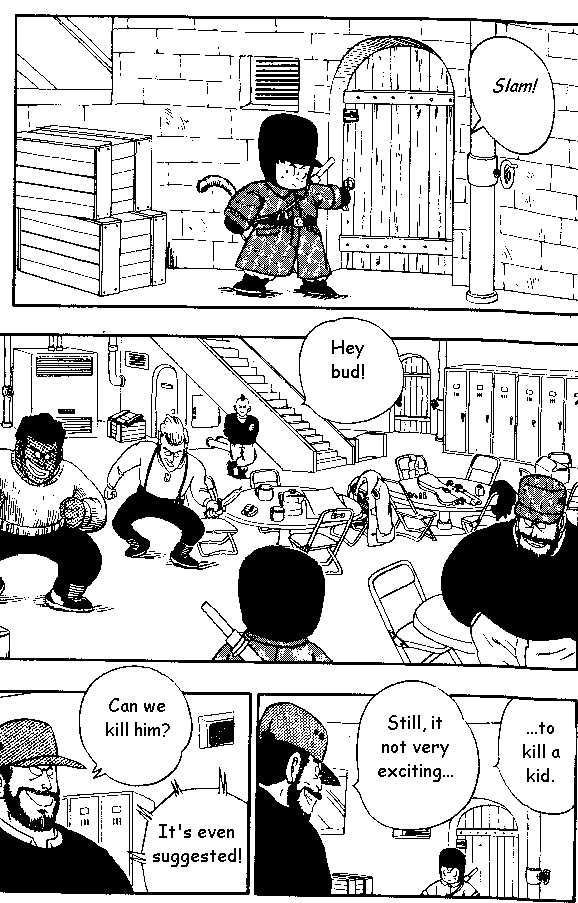 Slam!
Hey
bud!
Can we
kill him?
It's even
suggested!
Still, it
not very
exciting...
...to
kill a
kid.